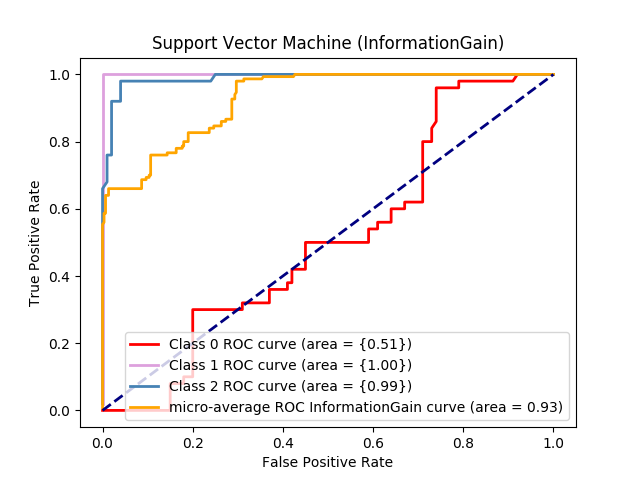 Support Vector Machine (InformationGain)
True Positive Rate
1.0
0.8
0.6
0.4
0.2
0.0
Class 0 ROC curve (area = {0.51})
Class 1 ROC curve (area = {1.00})
Class 2 ROC curve (area = {0.99})
micro-average ROC InformationGain curve (area = 0.93)
0.0 0.2 0.4 0.6 0.8 1.0
False Positive Rate